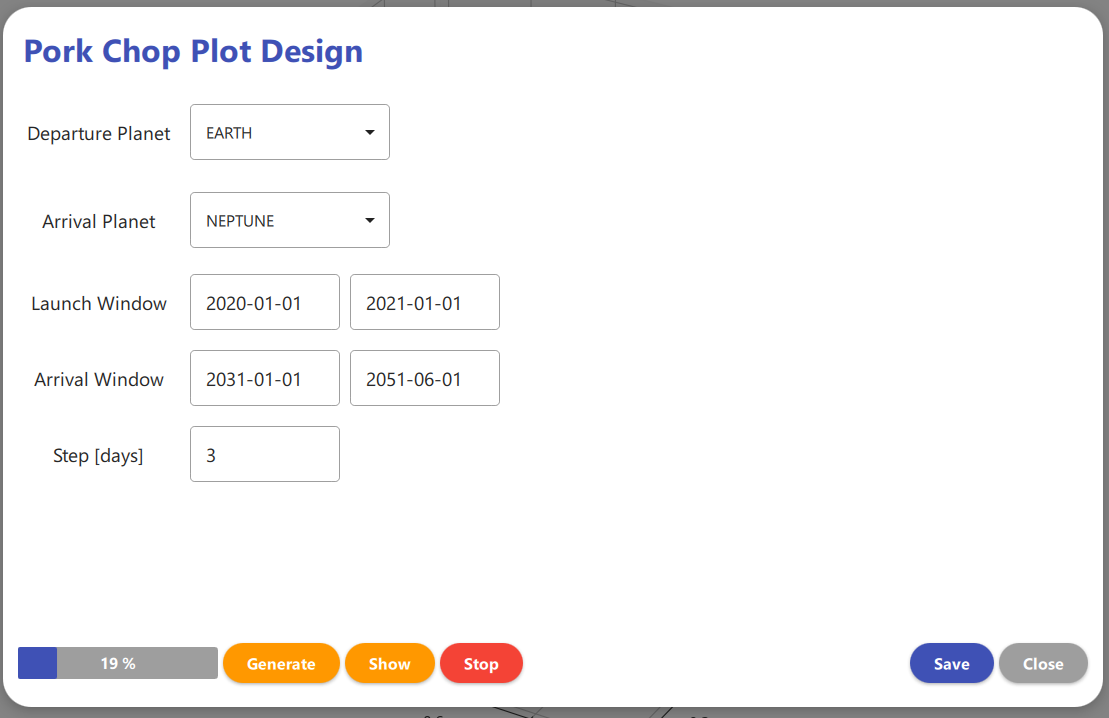 Pork Chop Plot Design
Departure Planet EARTH
Arrival Planet NEPTUNE
Launch Window 2020-01-01 2021-01-01
Arrival Window 2031-01-01 2051-06-01
Step [days] 3
19 % Generate Show Stop Save Close